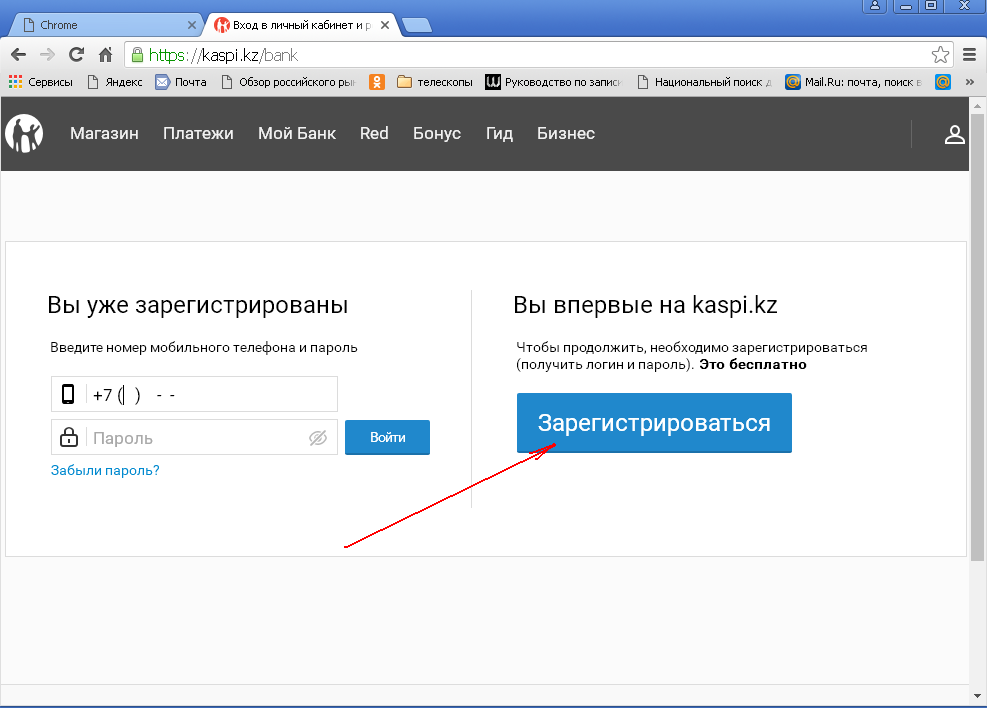 Chrome
Вход в личный кабинет и р
https://kaspi.kz/bank
Сервисы
Яндекс
Почта
Обзор российского рын
телескопы
Руководство по запис
Национальный поиск д
Mail.Ru: почта, поиск в
»
Магазин
Платежи
Мой Банк
Red
Бонус
Гид
Бизнес
Вы уже зарегистрированы
Введите номер мобильного телефона и пароль
+7 ( ) - -
Пароль
Войти
Забыли пароль?
Вы впервые на kaspi.kz
Чтобы продолжить, необходимо зарегистрироваться
(получить логин и пароль). Это бесплатно
Зарегистрироваться